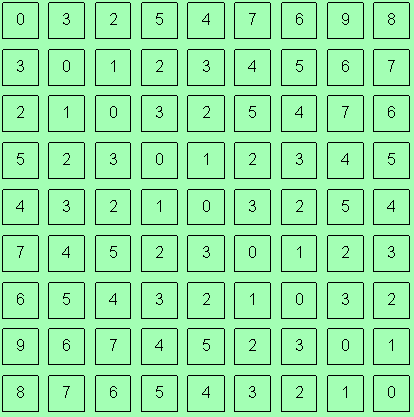 0 3 2 5 4 7 6 9 8
3 0 1 2 3 4 5 6 7
2 1 0 3 2 5 4 7 6
5 2 3 0 1 2 3 4 5
4 3 2 1 0 3 2 5 4
7 4 5 2 3 0 1 2 3
6 5 4 3 2 1 0 3 2
9 6 7 4 5 2 3 0 1
8 7 6 5 4 3 2 1 0